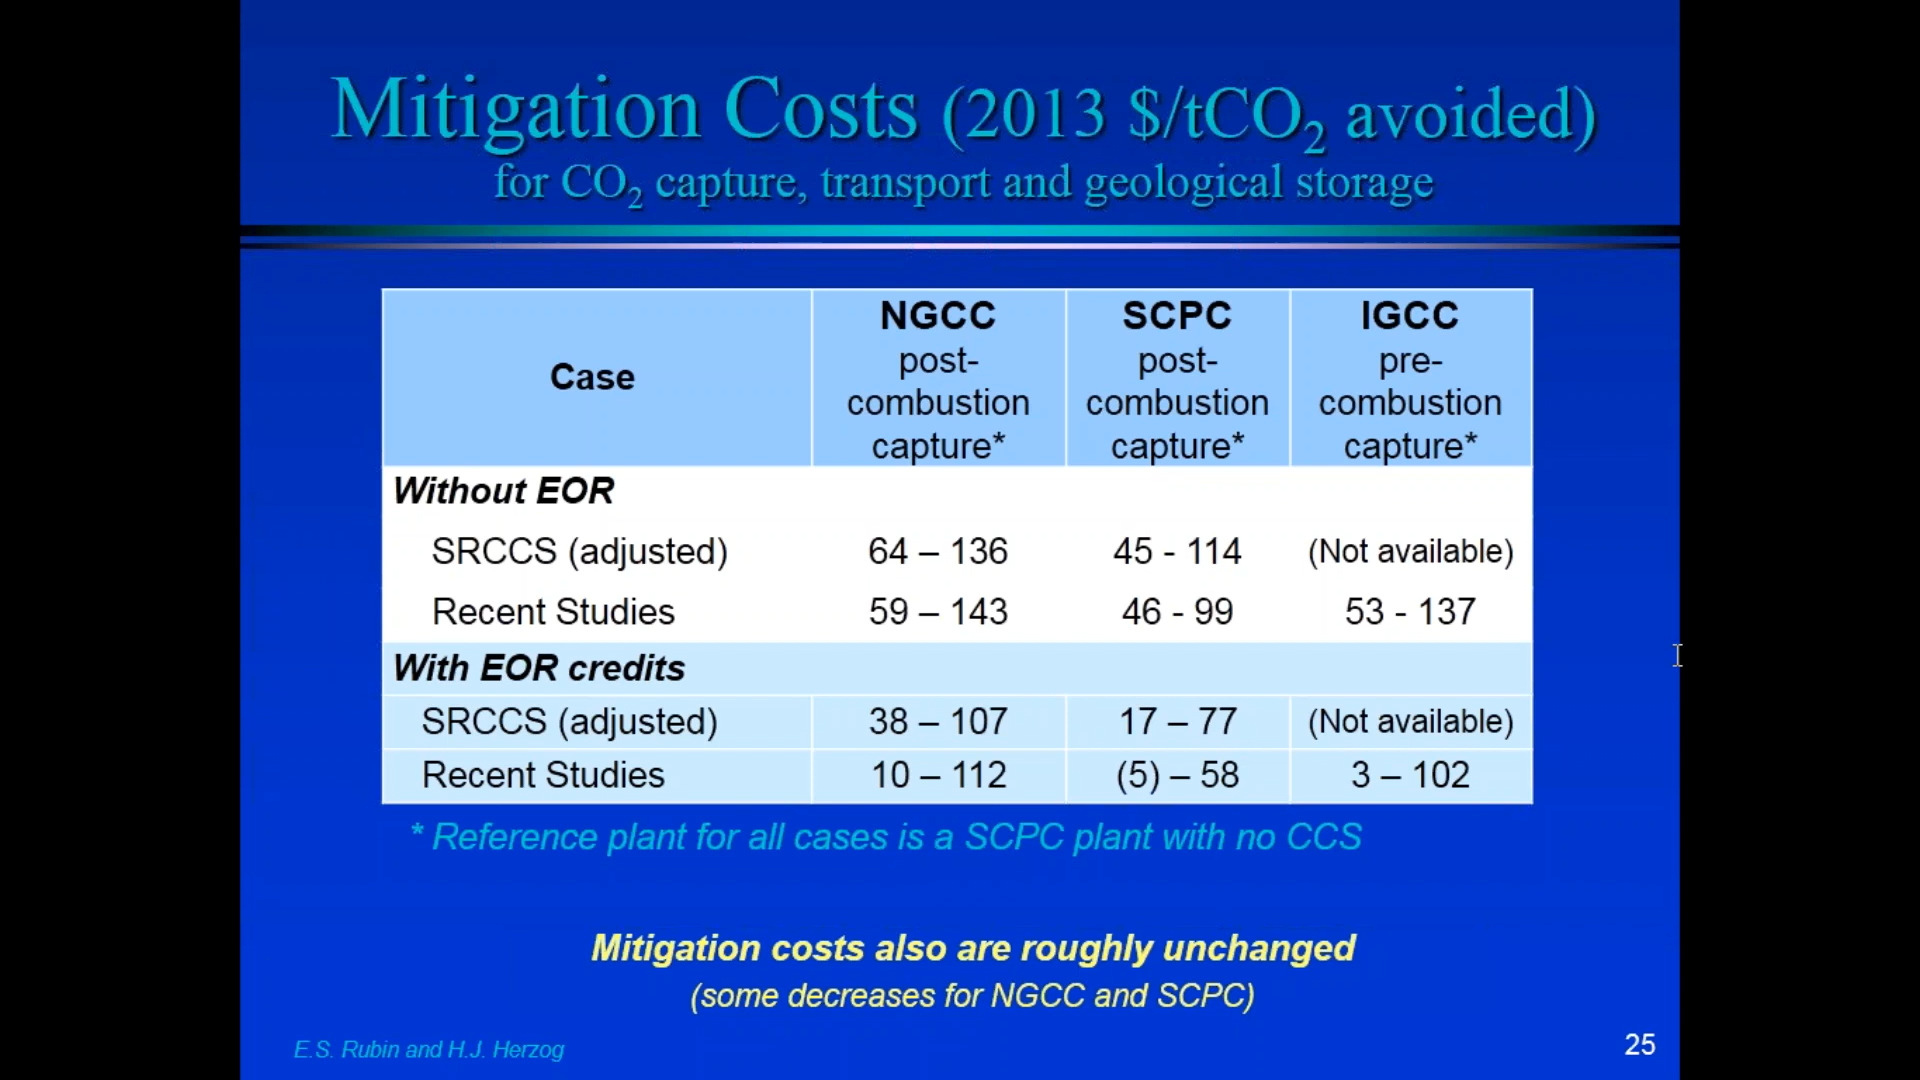 Mitigation Costs (2013 $/tCO2 avoided)
for CO2 capture, transport and geological storage
Case
NGCC
post-
combustion
capture*
SCPC
post-
combustion
capture*
IGCC
pre-
combustion
capture*
Without EOR
SRCCS (adjusted) 64 – 136 45 - 114 (Not available)
Recent Studies 59 – 143 46 - 99 53 - 137
With EOR credits
SRCCS (adjusted) 38 – 107 17 – 77 (Not available)
Recent Studies 10 – 112 (5) – 58 3 – 102
* Reference plant for all cases is a SCPC plant with no CCS
Mitigation costs also are roughly unchanged
(some decreases for NGCC and SCPC)
E.S. Rubin and H.J. Herzog
25